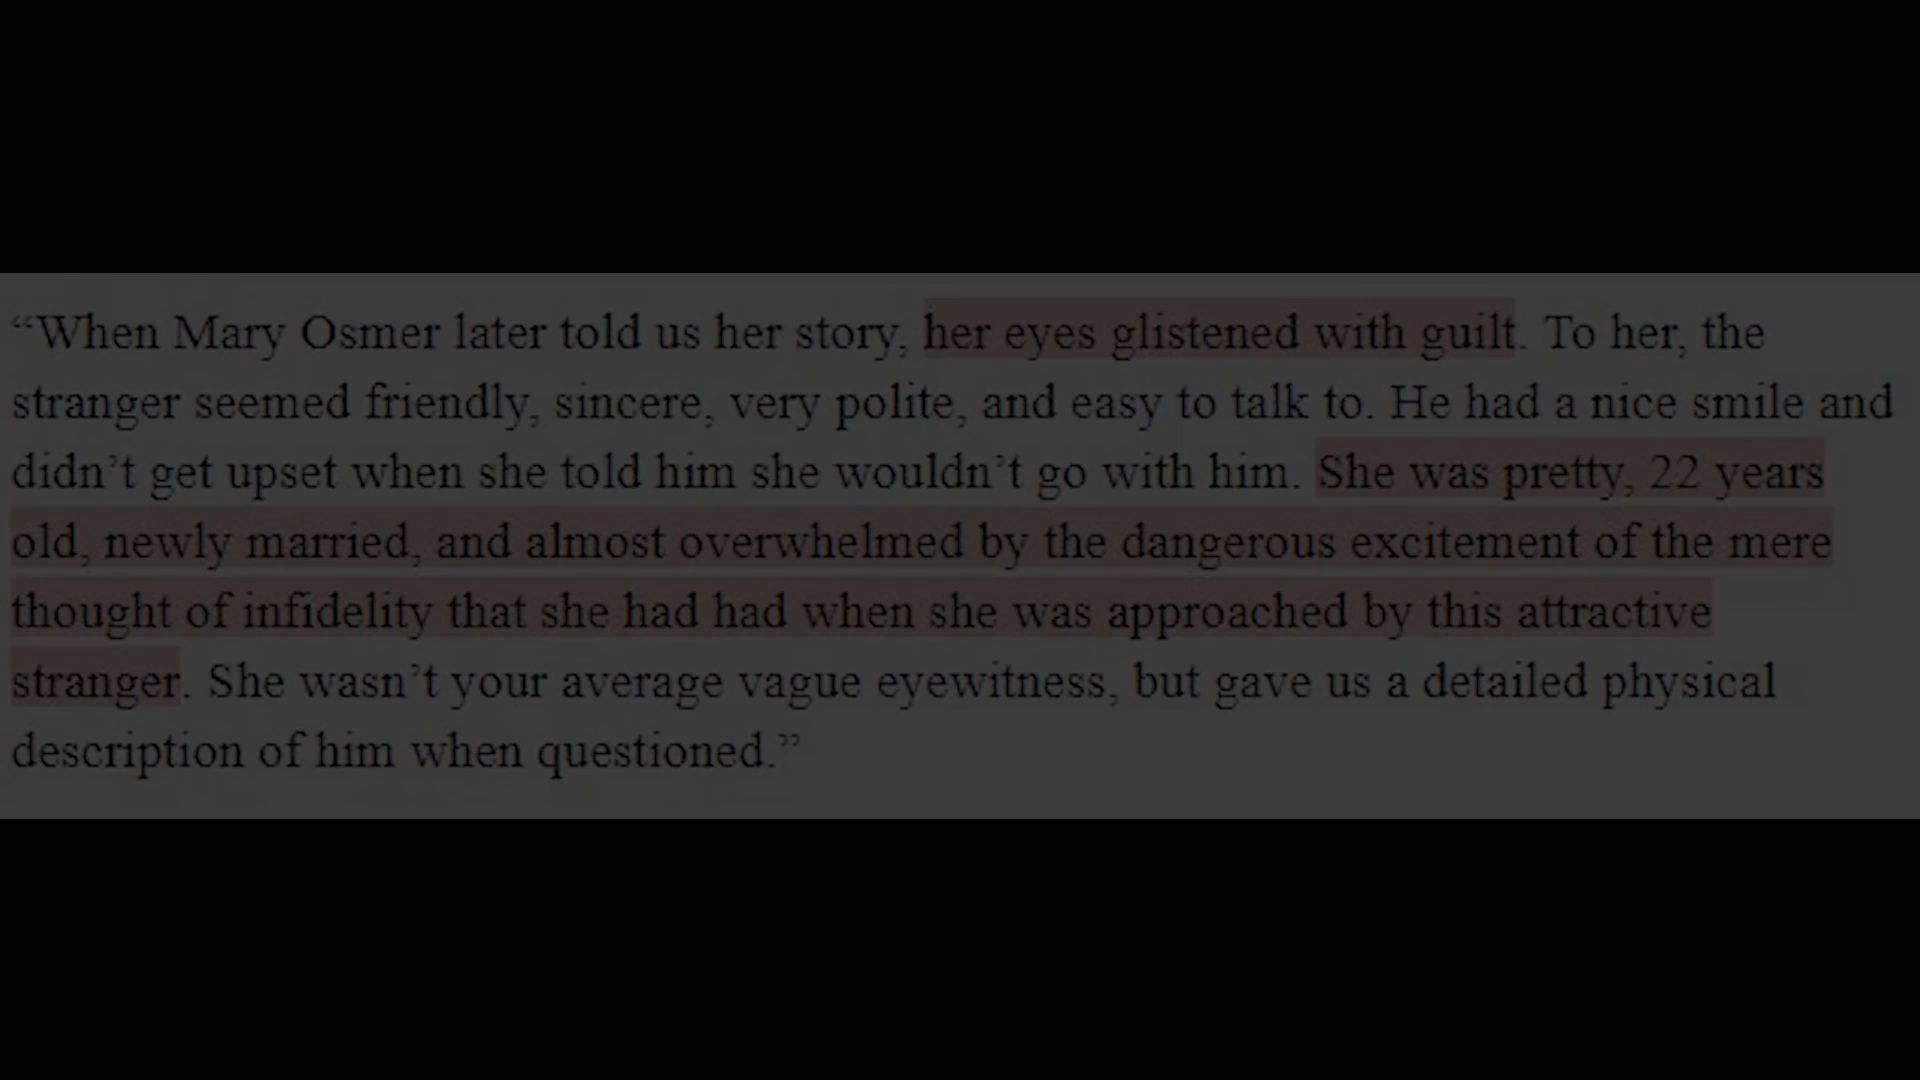 “When Mary Osmer later told us her story, her eyes glistened with guilt. To her, the
stranger seemed friendly, sincere, very polite, and easy to talk to. He had a nice smile and
didn’t get upset when she told him she wouldn’t go with him. She was pretty, 22 years
old, newly married, and almost overwhelmed by the dangerous excitement of the mere
thought of infidelity that she had had when she was approached by this attractive
stranger. She wasn’t your average vague eyewitness, but gave us a detailed physical
description of him when questioned.”